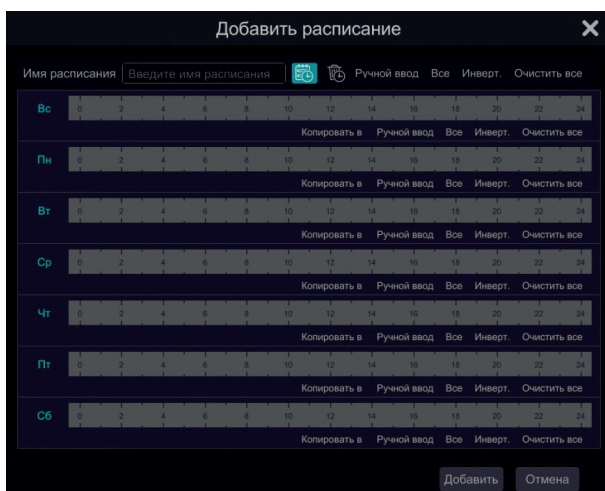 Добавить расписание
Имя расписания Введите имя расписания Ручной ввод Все Инверт. Очистить все
Вс 0 2 4 6 8 10 12 14 16 18 20 22 24
Копировать в Ручной ввод Все Инверт. Очистить все
Пн 0 2 4 6 8 10 12 14 16 18 20 22 24
Копировать в Ручной ввод Все Инверт. Очистить все
Вт 0 2 4 6 8 10 12 14 16 18 20 22 24
Копировать в Ручной ввод Все Инверт. Очистить все
Ср 0 2 4 6 8 10 12 14 16 18 20 22 24
Копировать в Ручной ввод Все Инверт. Очистить все
Чт 0 2 4 6 8 10 12 14 16 18 20 22 24
Копировать в Ручной ввод Все Инверт. Очистить все
Пт 0 2 4 6 8 10 12 14 16 18 20 22 24
Копировать в Ручной ввод Все Инверт. Очистить все
Сб 0 2 4 6 8 10 12 14 16 18 20 22 24
Копировать в Ручной ввод Все Инверт. Очистить все
Добавить Отмена